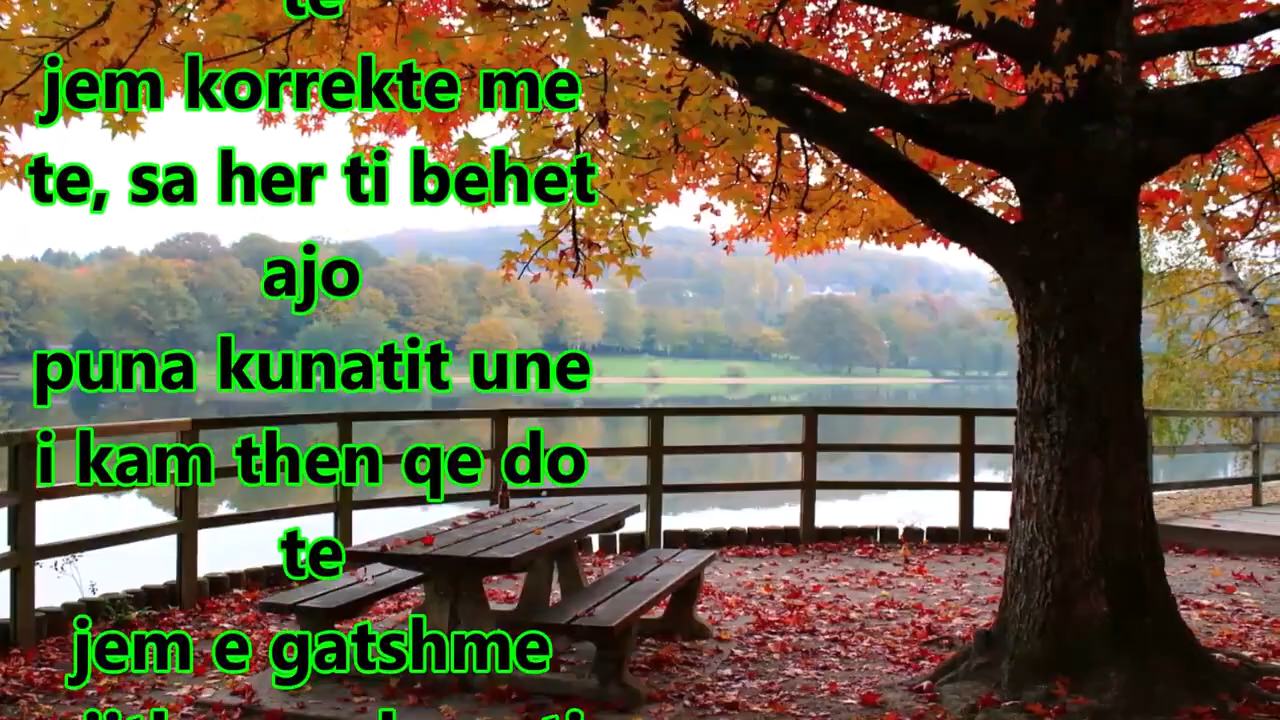 te
jem korrekte me
te, sa her ti behet
ajo
puna kunatit une
i kam then qe do
te
jem e gatshme